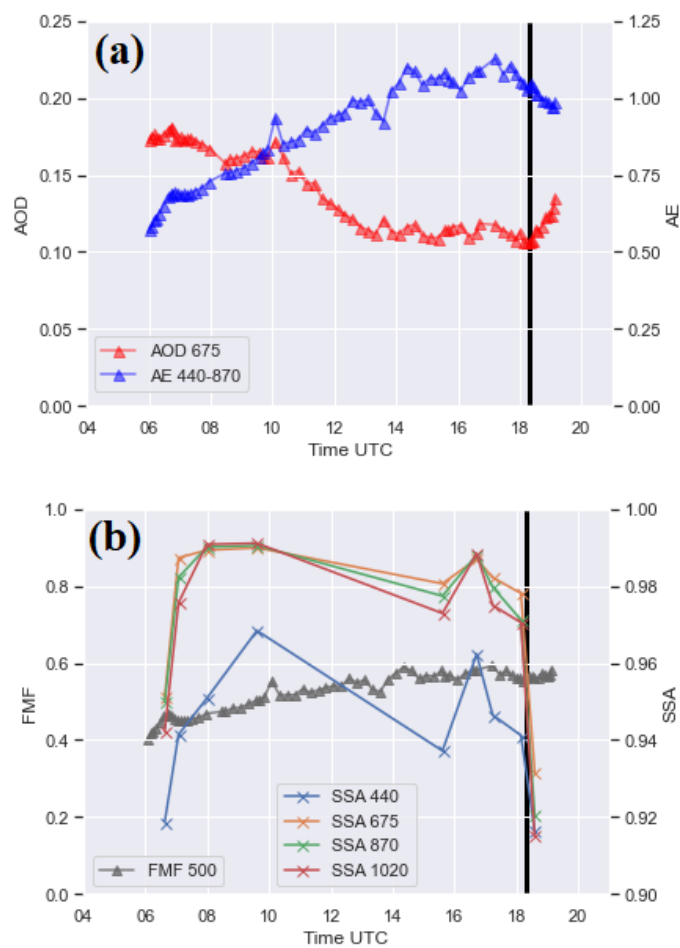 (a)
0.25
0.20
0.15
0.10
0.05
0.00
AOD
1.25
1.00
0.75
0.50
0.25
0.00
AE
AOD 675
AE 440-870
04 06 08 10 12 14 16 18 20
Time UTC
(b)
1.0
0.8
0.6
0.4
0.2
0.0
FMF
1.00
0.98
0.96
0.94
0.92
0.90
SSA
SSA 440
SSA 675
SSA 870
SSA 1020
FMF 500
04 06 08 10 12 14 16 18 20
Time UTC